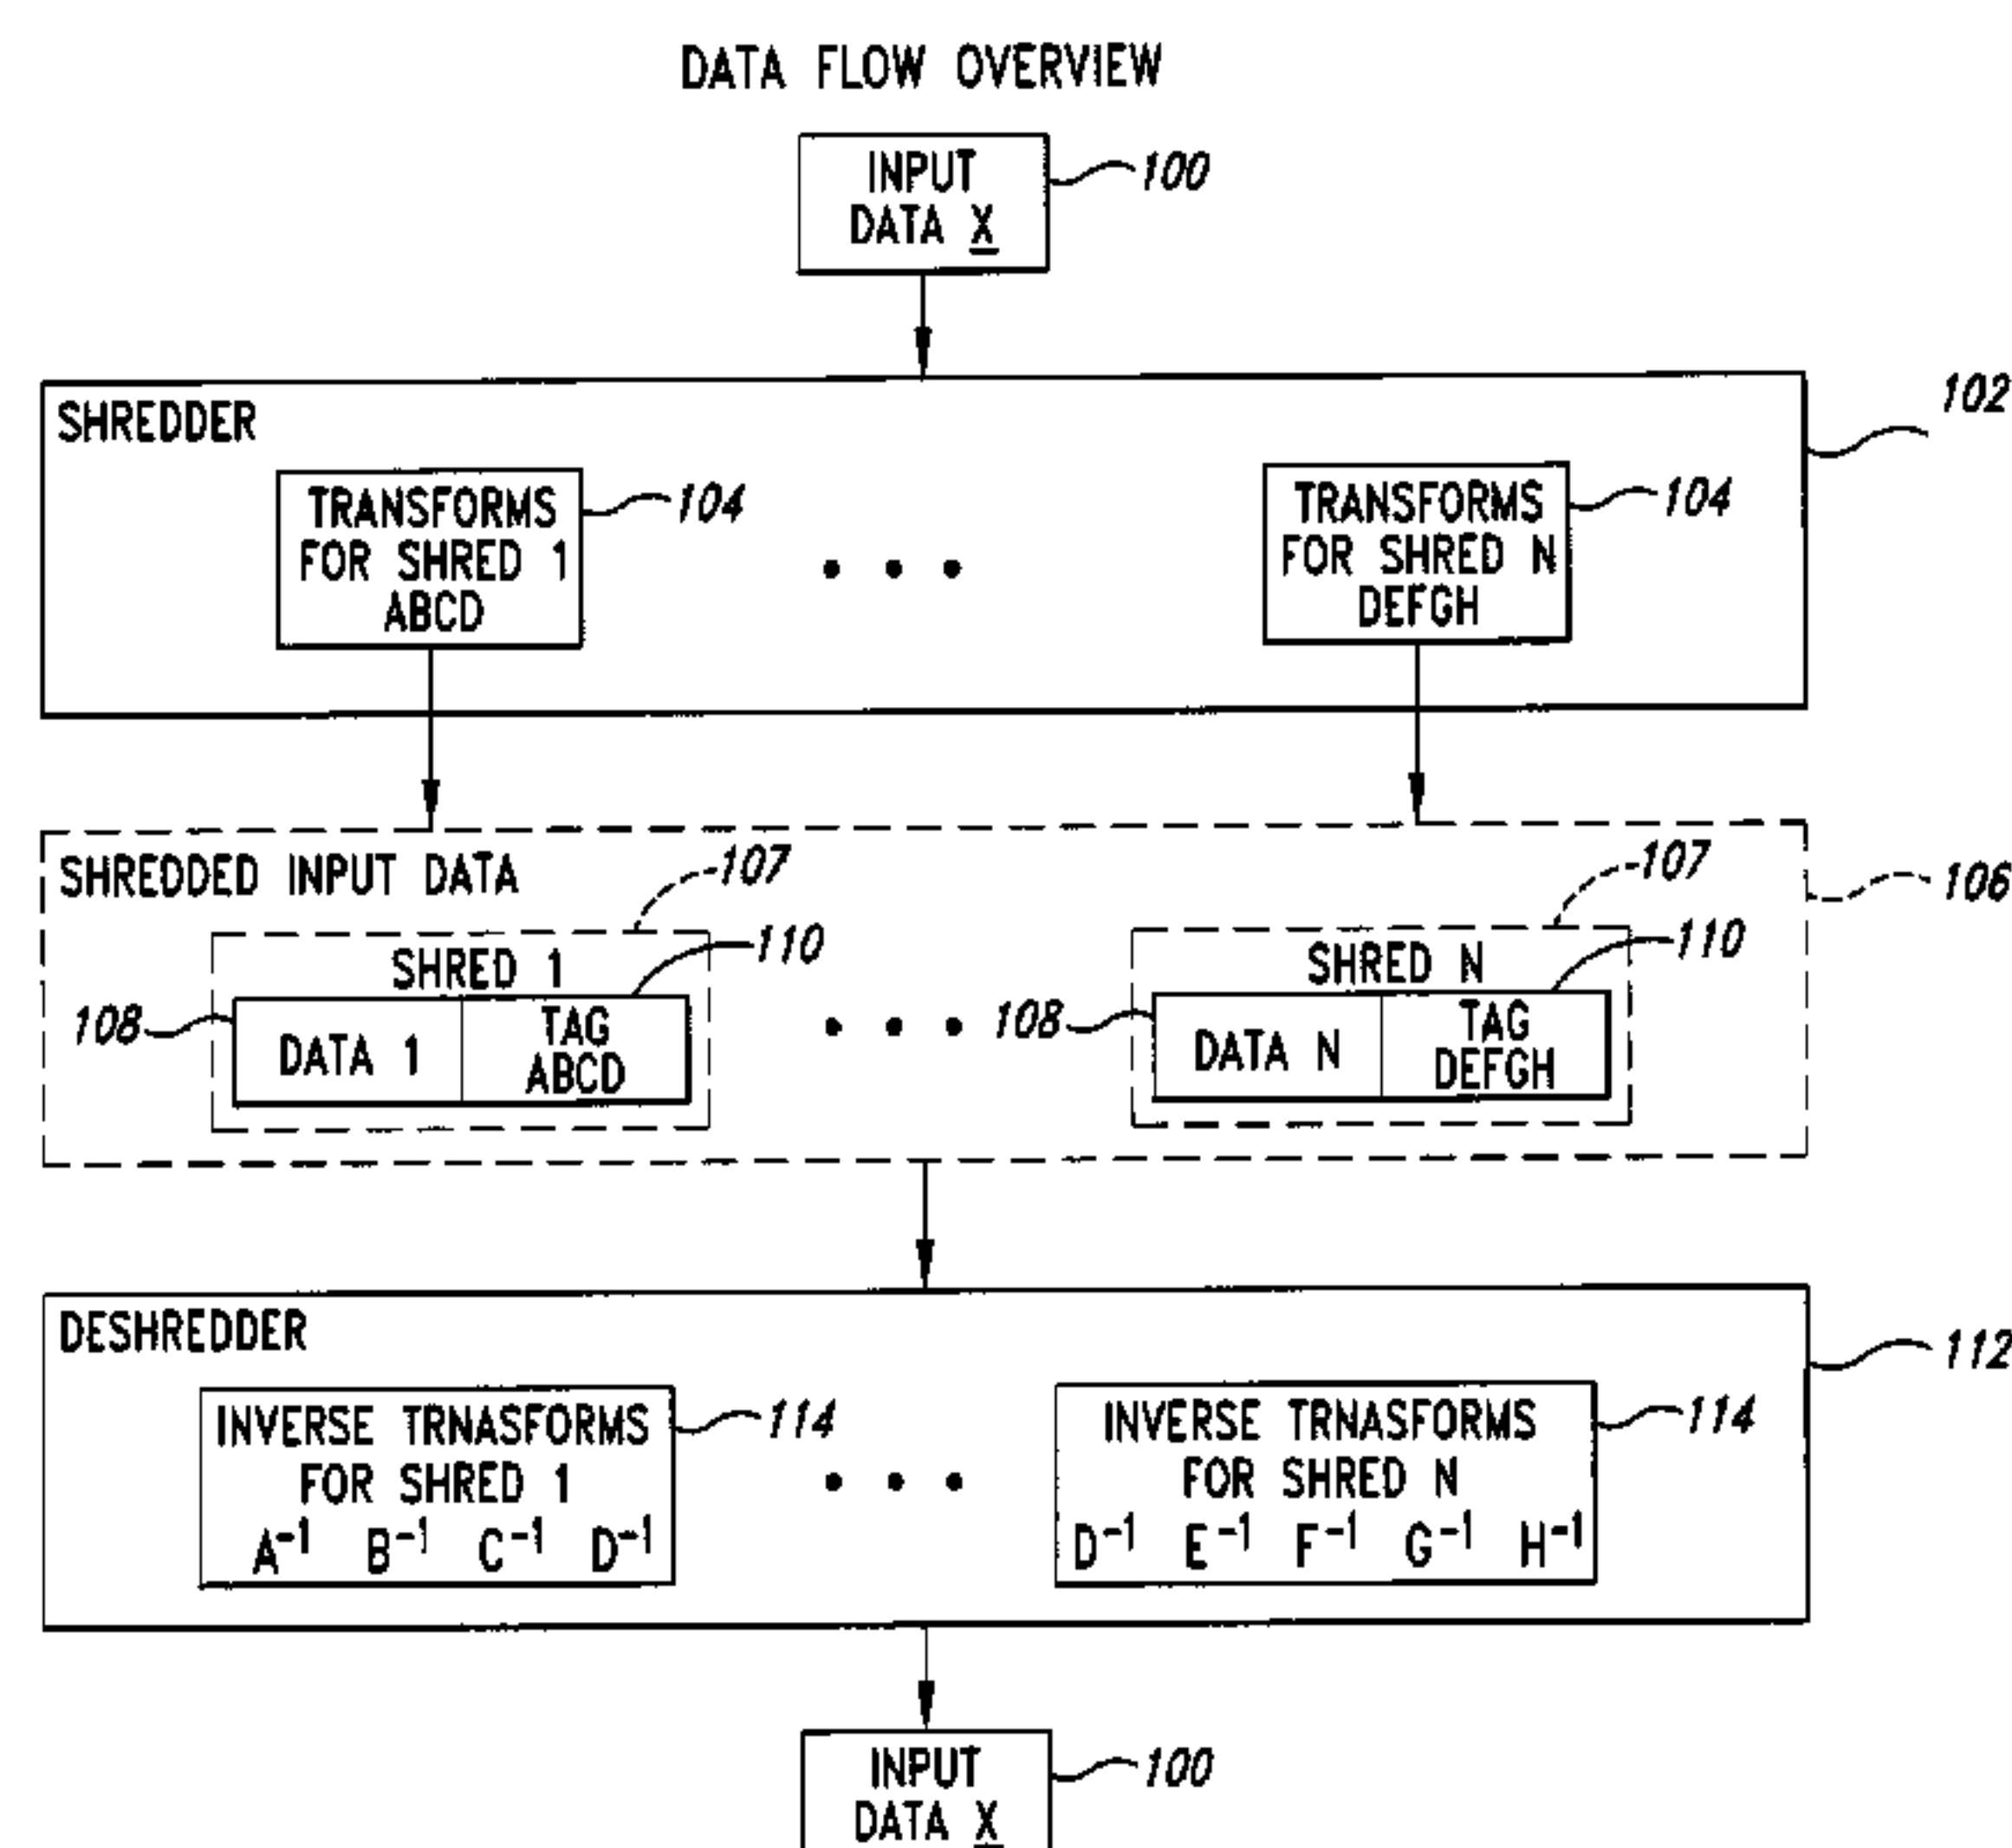 DATA FLOW OVERVIEW
INPUT
DATA X
100
SHREDDER
102
TRANSFORMS
FOR SHRED 1
ABCD
104
TRANSFORMS
FOR SHRED N
DEFGH
104
SHREDDED INPUT DATA
106
107
SHRED 1
110
108
DATA 1
TAG
ABCD
107
SHRED N
110
108
DATA N
TAG
DEFGH
DESHREDDER
112
INVERSE TRNASFORMS
FOR SHRED 1
A⁻¹ B⁻¹ C⁻¹ D⁻¹
114
INVERSE TRNASFORMS
FOR SHRED N
D⁻¹ E⁻¹ F⁻¹ G⁻¹ H⁻¹
114
INPUT
DATA X
100